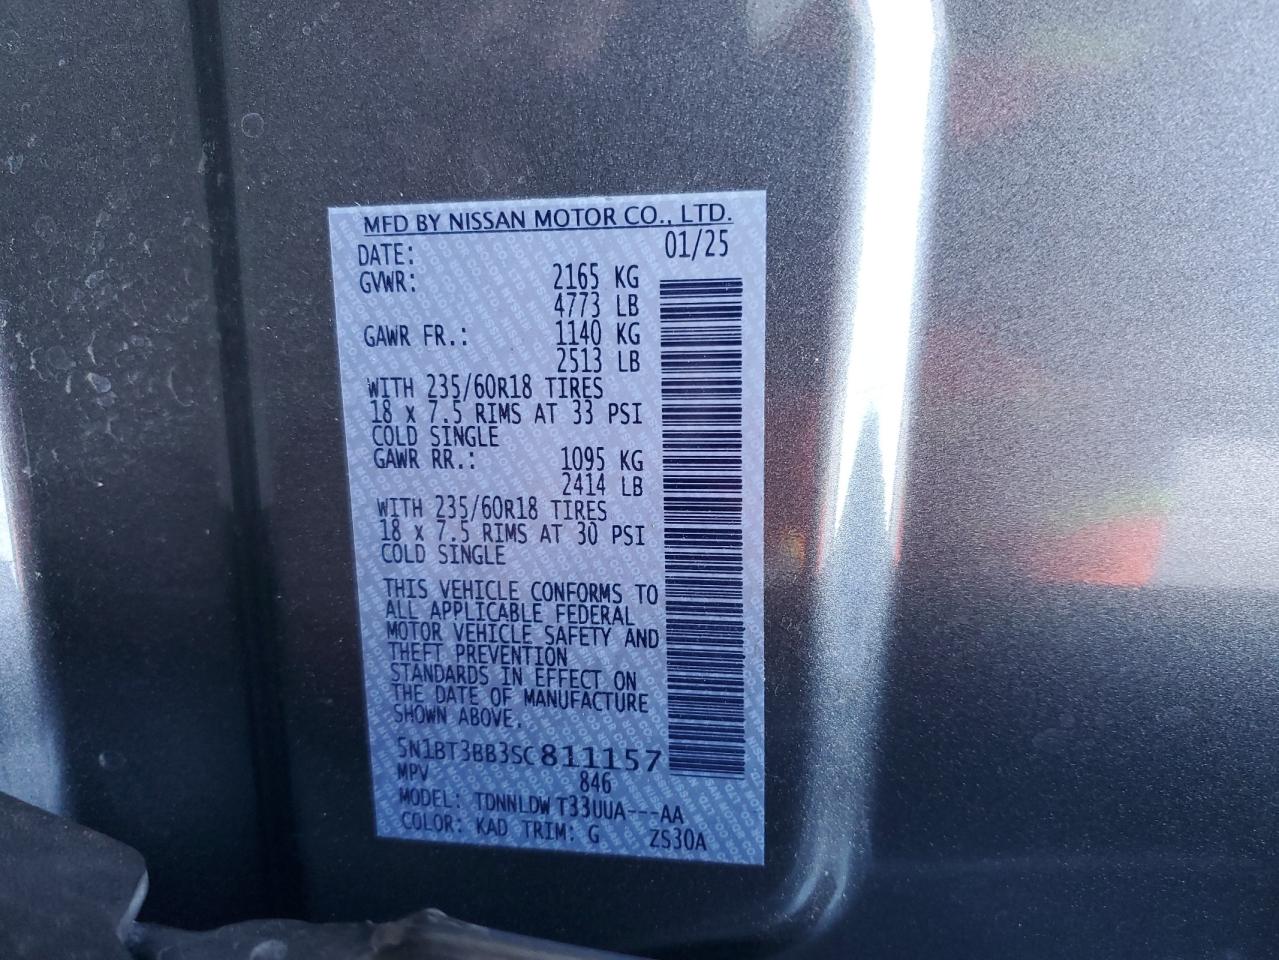 MFD BY NISSAN MOTOR CO., LTD.
DATE: 01/25
GVWR: 2165 KG
4773 LB
GAWR FR.: 1140 KG
2513 LB
WITH 235/60R18 TIRES
18 x 7.5 RIMS AT 33 PSI
COLD SINGLE
GAWR RR.: 1095 KG
2414 LB
WITH 235/60R18 TIRES
18 x 7.5 RIMS AT 30 PSI
COLD SINGLE
THIS VEHICLE CONFORMS TO
ALL APPLICABLE FEDERAL
MOTOR VEHICLE SAFETY AND
THEFT PREVENTION
STANDARDS IN EFFECT ON
THE DATE OF MANUFACTURE
SHOWN ABOVE.
5N1BT3BB3SC811157
MPV 846
MODEL: TDNNLDW T33UUA---AA
COLOR: KAD TRIM: G ZS30A